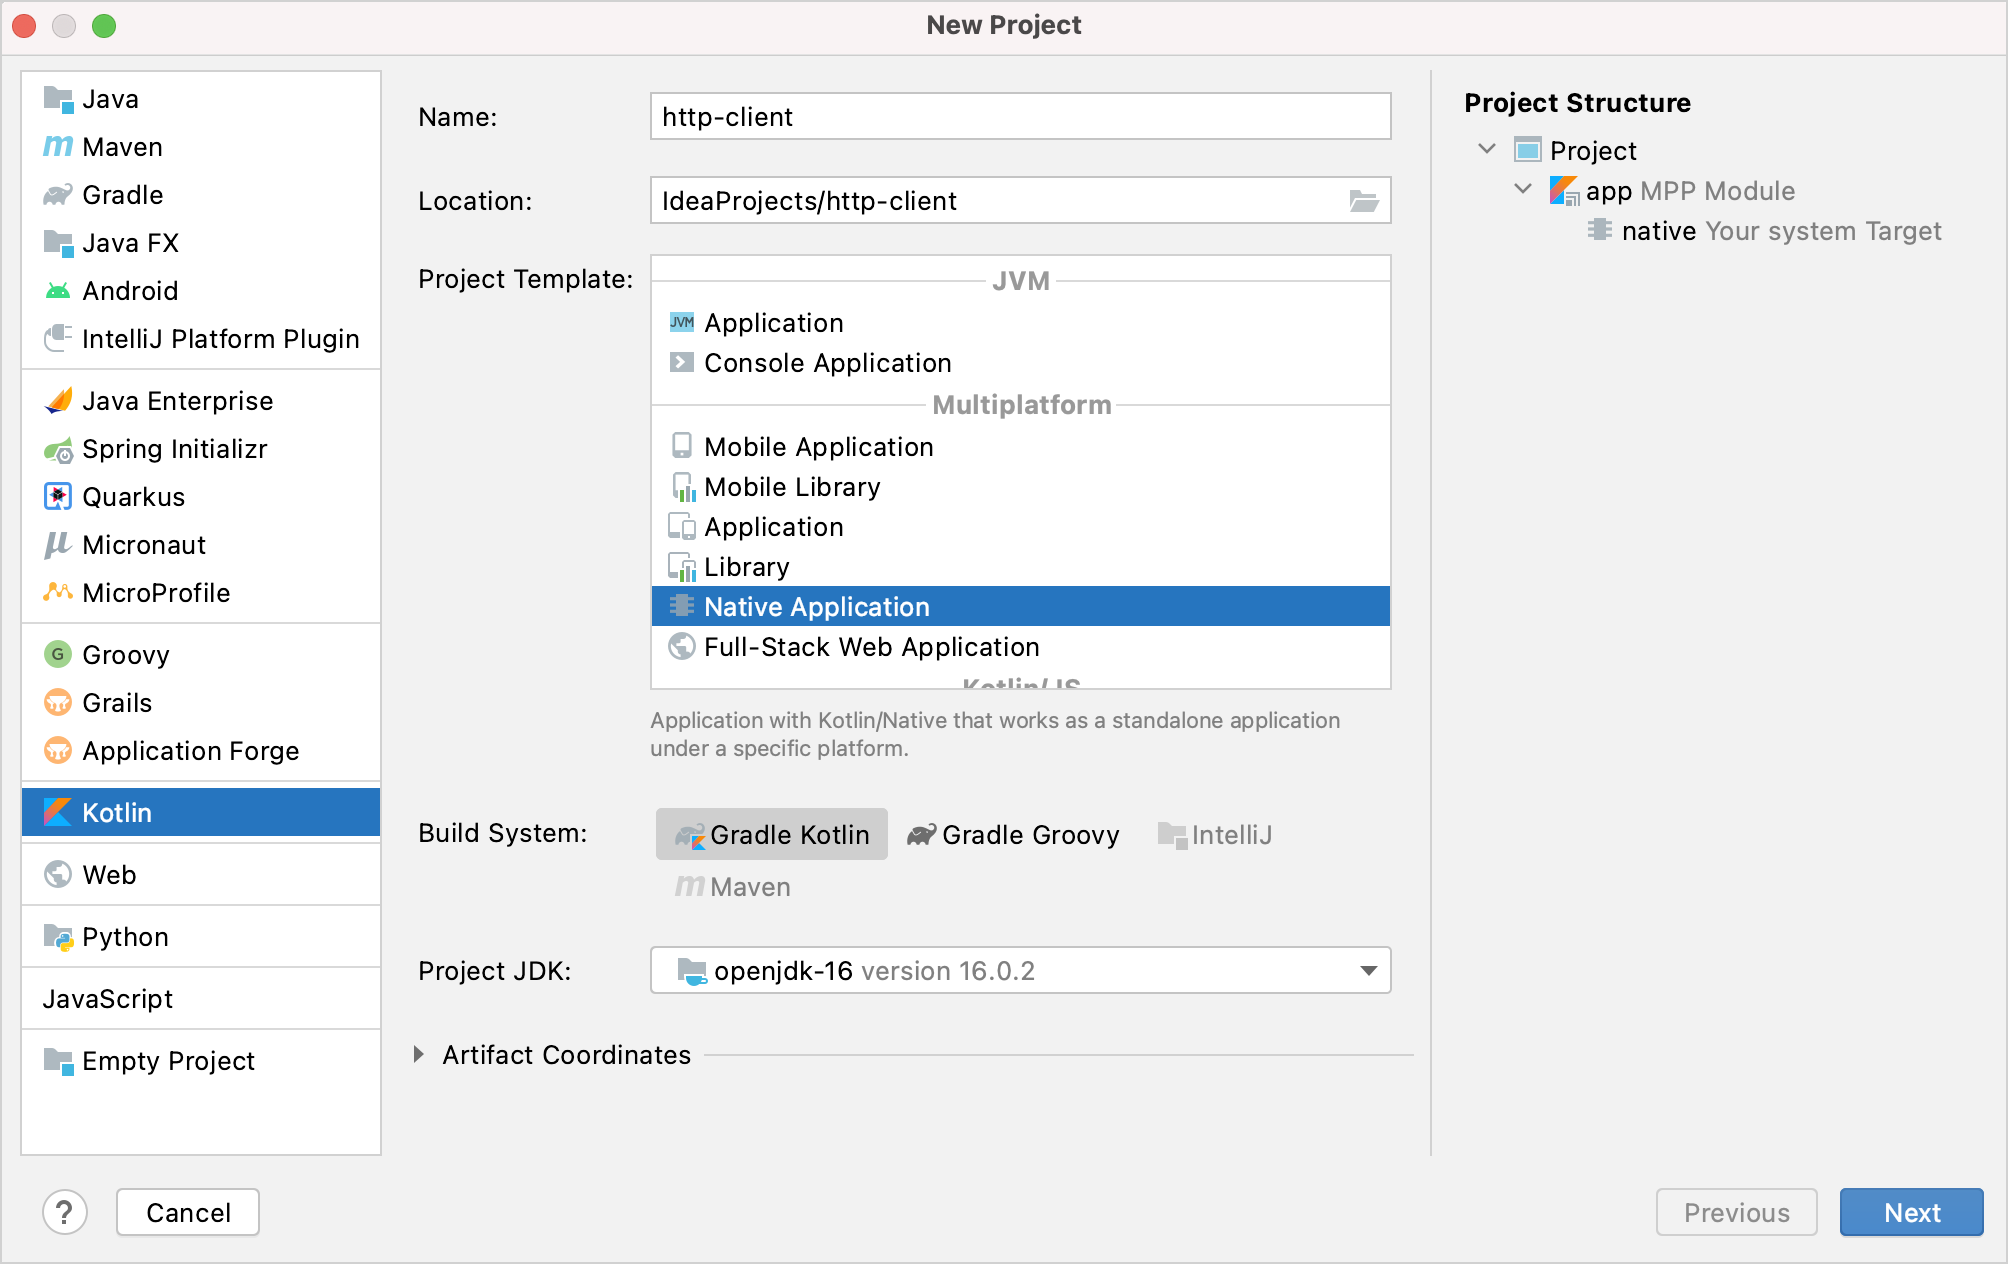 New Project
Java
Maven
Gradle
Java FX
Android
IntelliJ Platform Plugin
Java Enterprise
Spring Initializr
Quarkus
Micronaut
MicroProfile
Groovy
Grails
Application Forge
Kotlin
Web
Python
JavaScript
Empty Project
Name:
http-client
Location:
IdeaProjects/http-client
Project Template:
JVM
JVM Application
Console Application
Multiplatform
Mobile Application
Mobile Library
Application
Library
Native Application
Full-Stack Web Application
Kotlin/JS
Application with Kotlin/Native that works as a standalone application
under a specific platform.
Build System:
Gradle Kotlin
Gradle Groovy
IntelliJ
Maven
Project JDK:
openjdk-16 version 16.0.2
Artifact Coordinates
Project Structure
Project
app MPP Module
native Your system Target
?
Cancel
Previous
Next